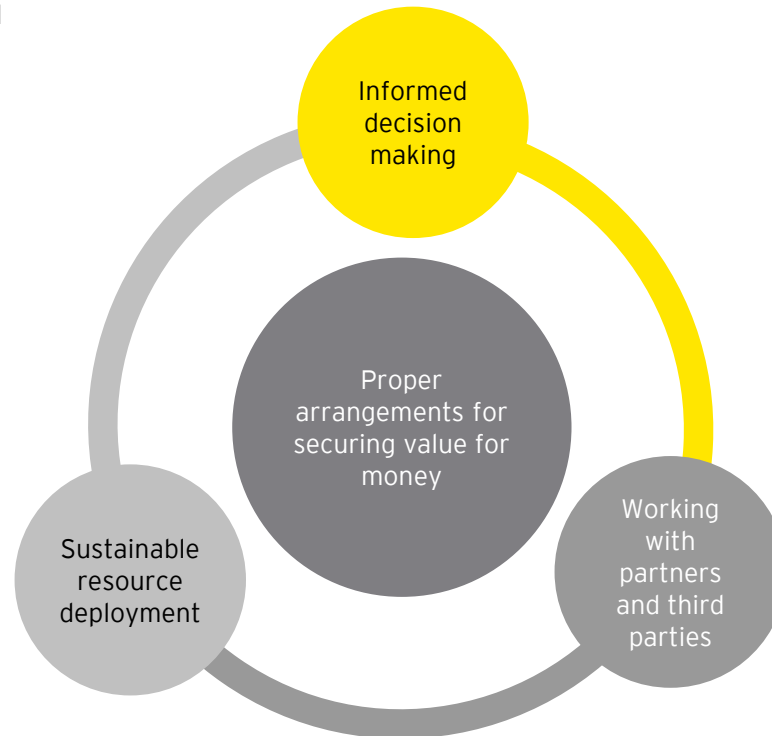 Informed
decision
making
Proper
arrangements for
securing value for
money
Sustainable
resource
deployment
Working
with
partners
and third
parties